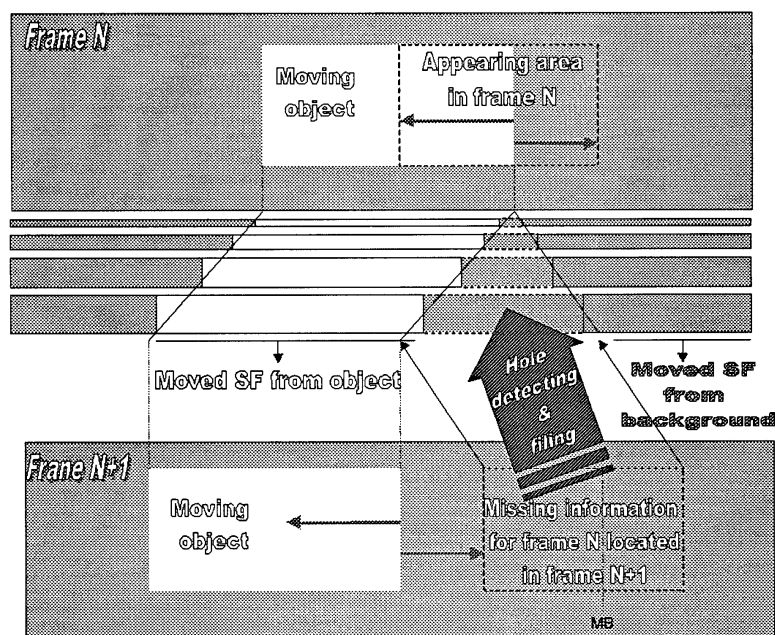 Frame N
Moving
object
Appearing area
in frame N
Moved SF from object
Hole
detecting
&
filing
Moved SF
from
background
Frane N+1
Moving
object
Missing information
for frame N located
in frame N+1
MB